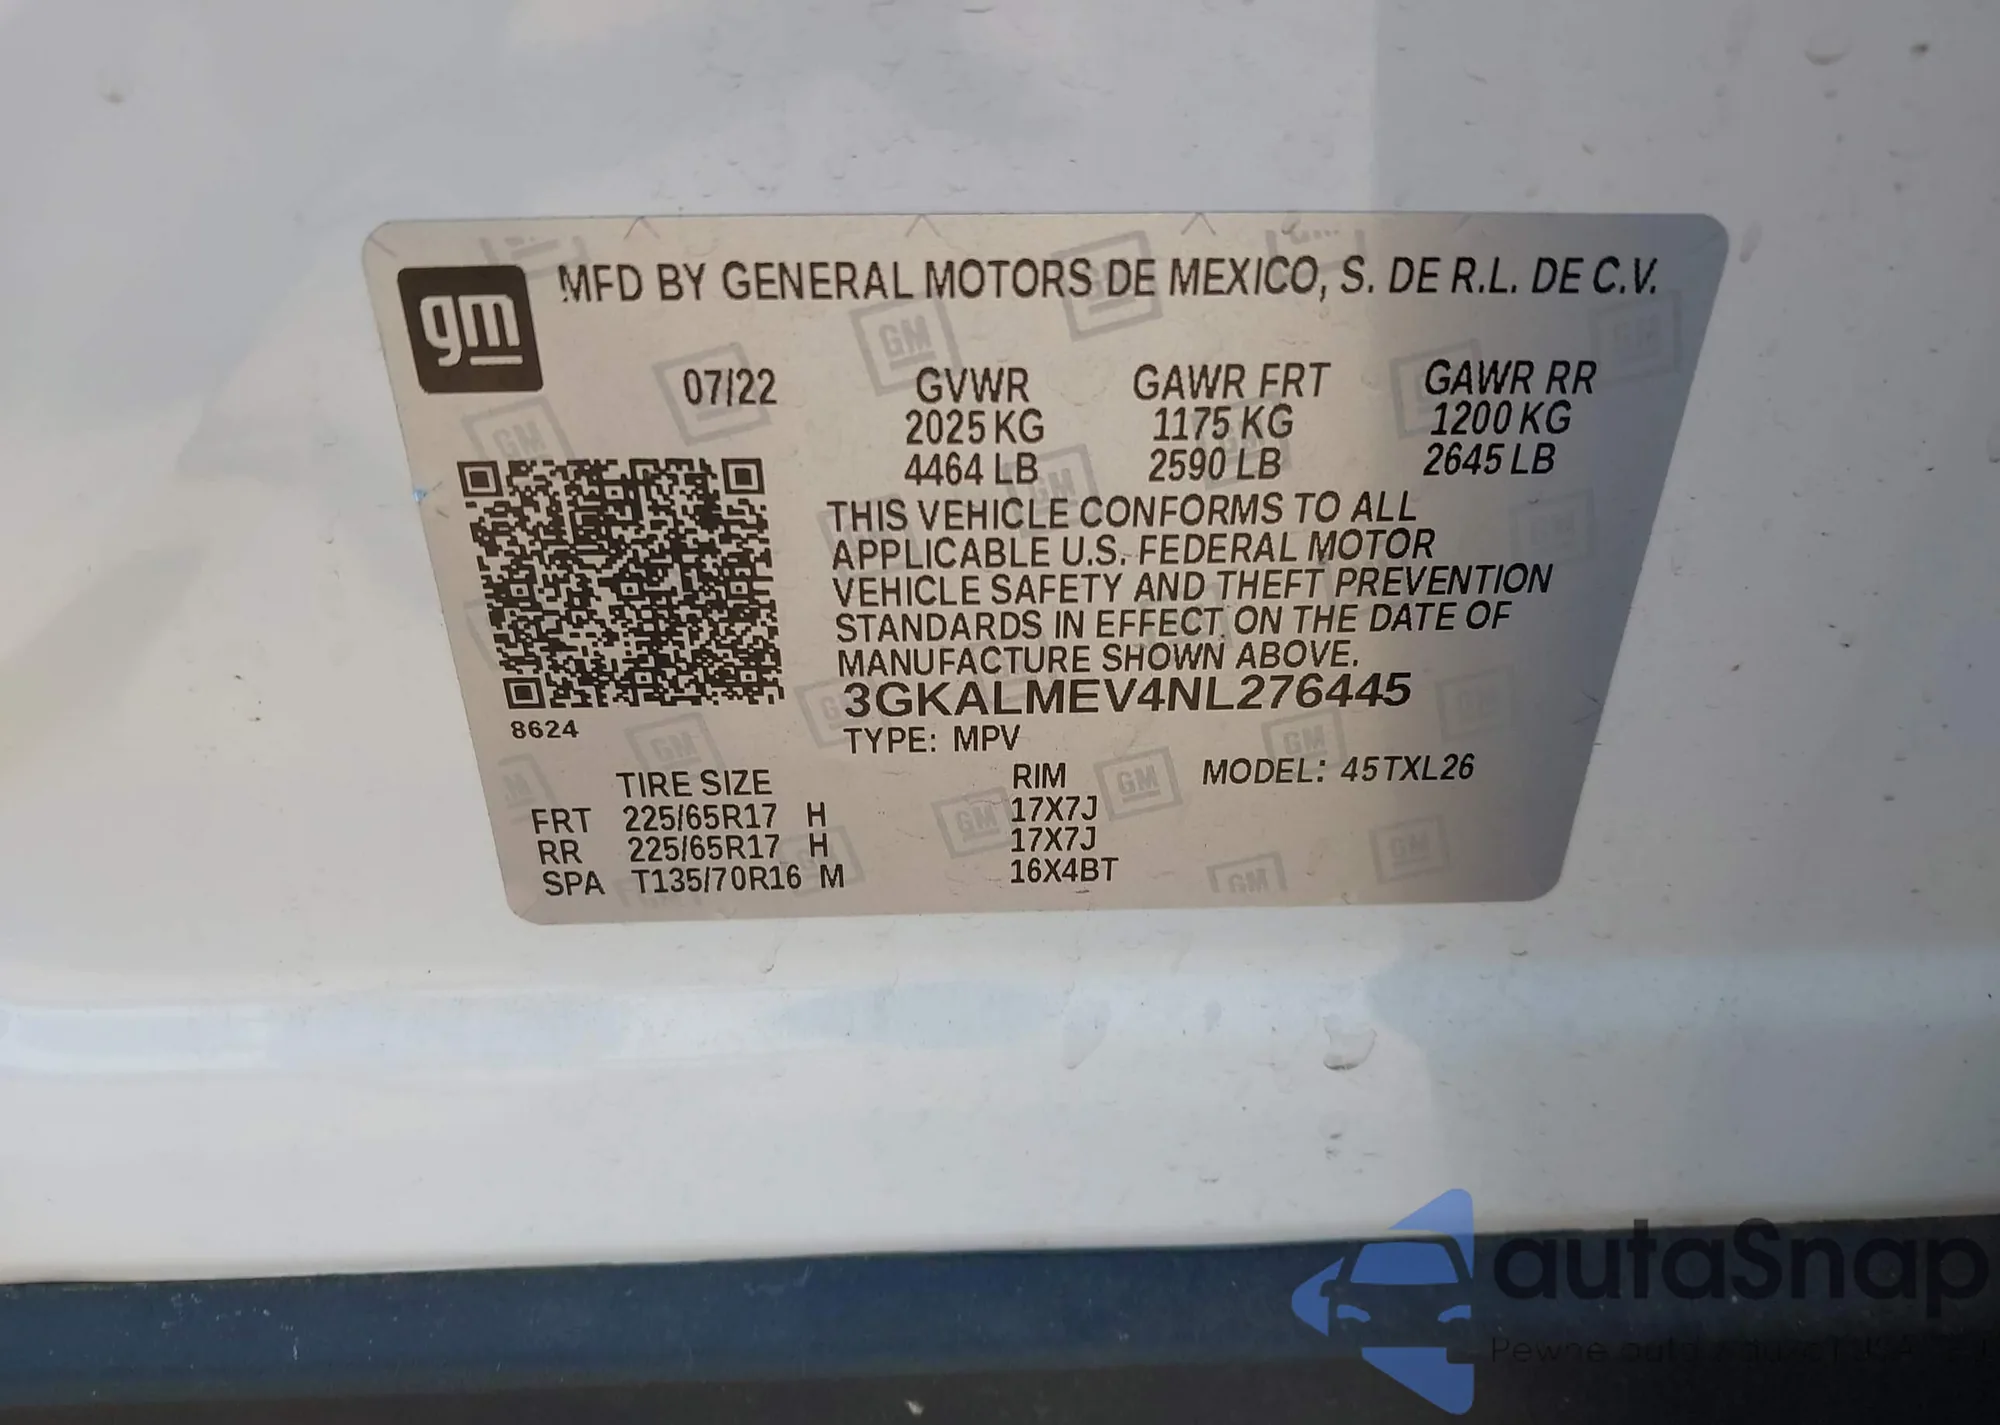 gm
MFD BY GENERAL MOTORS DE MEXICO, S. DE R.L. DE C.V.
07/22 GVWR GAWR FRT GAWR RR
2025 KG 1175 KG 1200 KG
4464 LB 2590 LB 2645 LB
THIS VEHICLE CONFORMS TO ALL
APPLICABLE U.S. FEDERAL MOTOR
VEHICLE SAFETY AND THEFT PREVENTION
STANDARDS IN EFFECT ON THE DATE OF
MANUFACTURE SHOWN ABOVE.
3GKALMEV4NL276445
8624
TYPE: MPV
TIRE SIZE RIM MODEL: 45TXL26
FRT 225/65R17 H 17X7J
RR 225/65R17 H 17X7J
SPA T135/70R16 M 16X4BT
autaSnap
Pewne auta